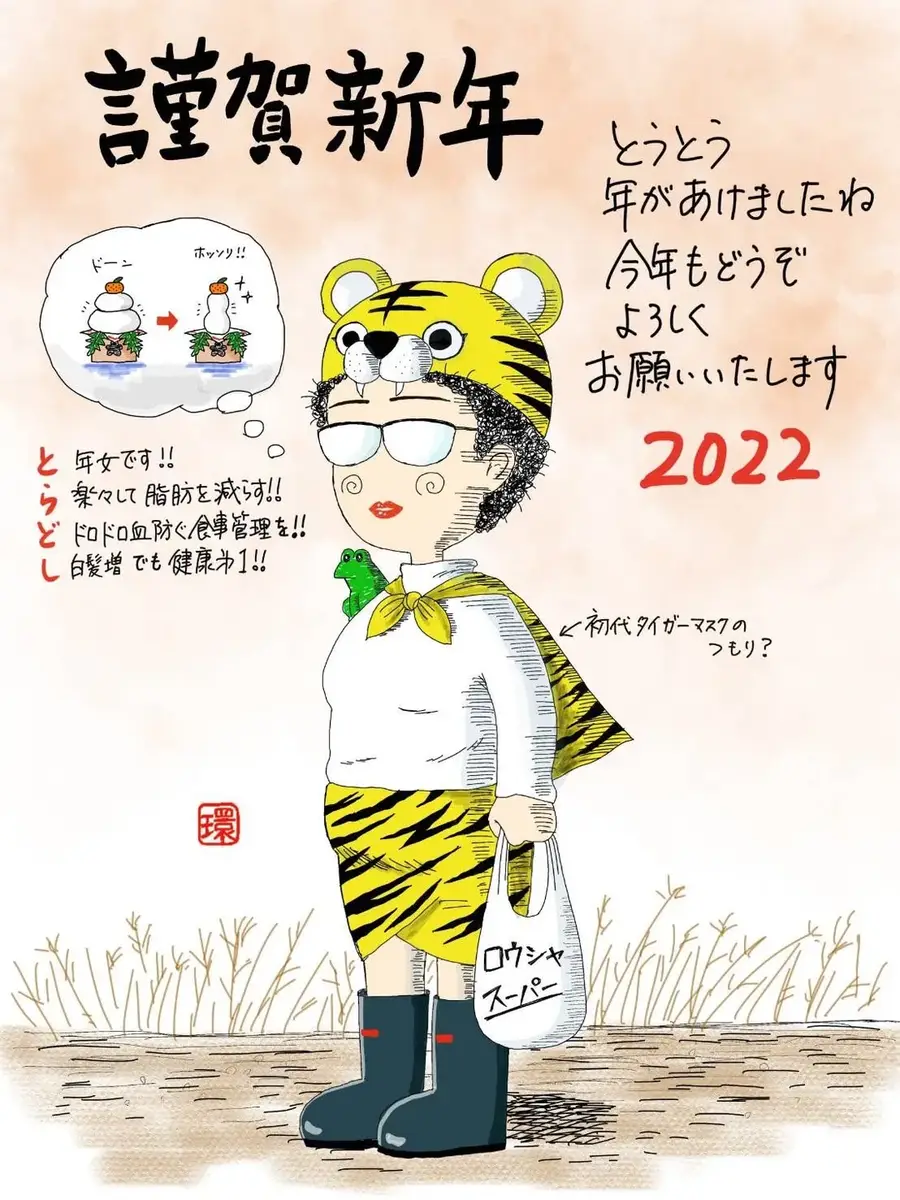 謹賀新年
とうとう
年があけましたね
今年もどうぞ
よろしく
お願いいたします
2022
ドーン
ホッソリ!!
と 年女です!!
ら 楽々して脂肪を減らす!!
ど ドロドロ血防ぐ食事管理を!!
し 白髪増でも健康第1!!
初代タイガーマスクの
つもり?
環
ロウシャ
スーパー